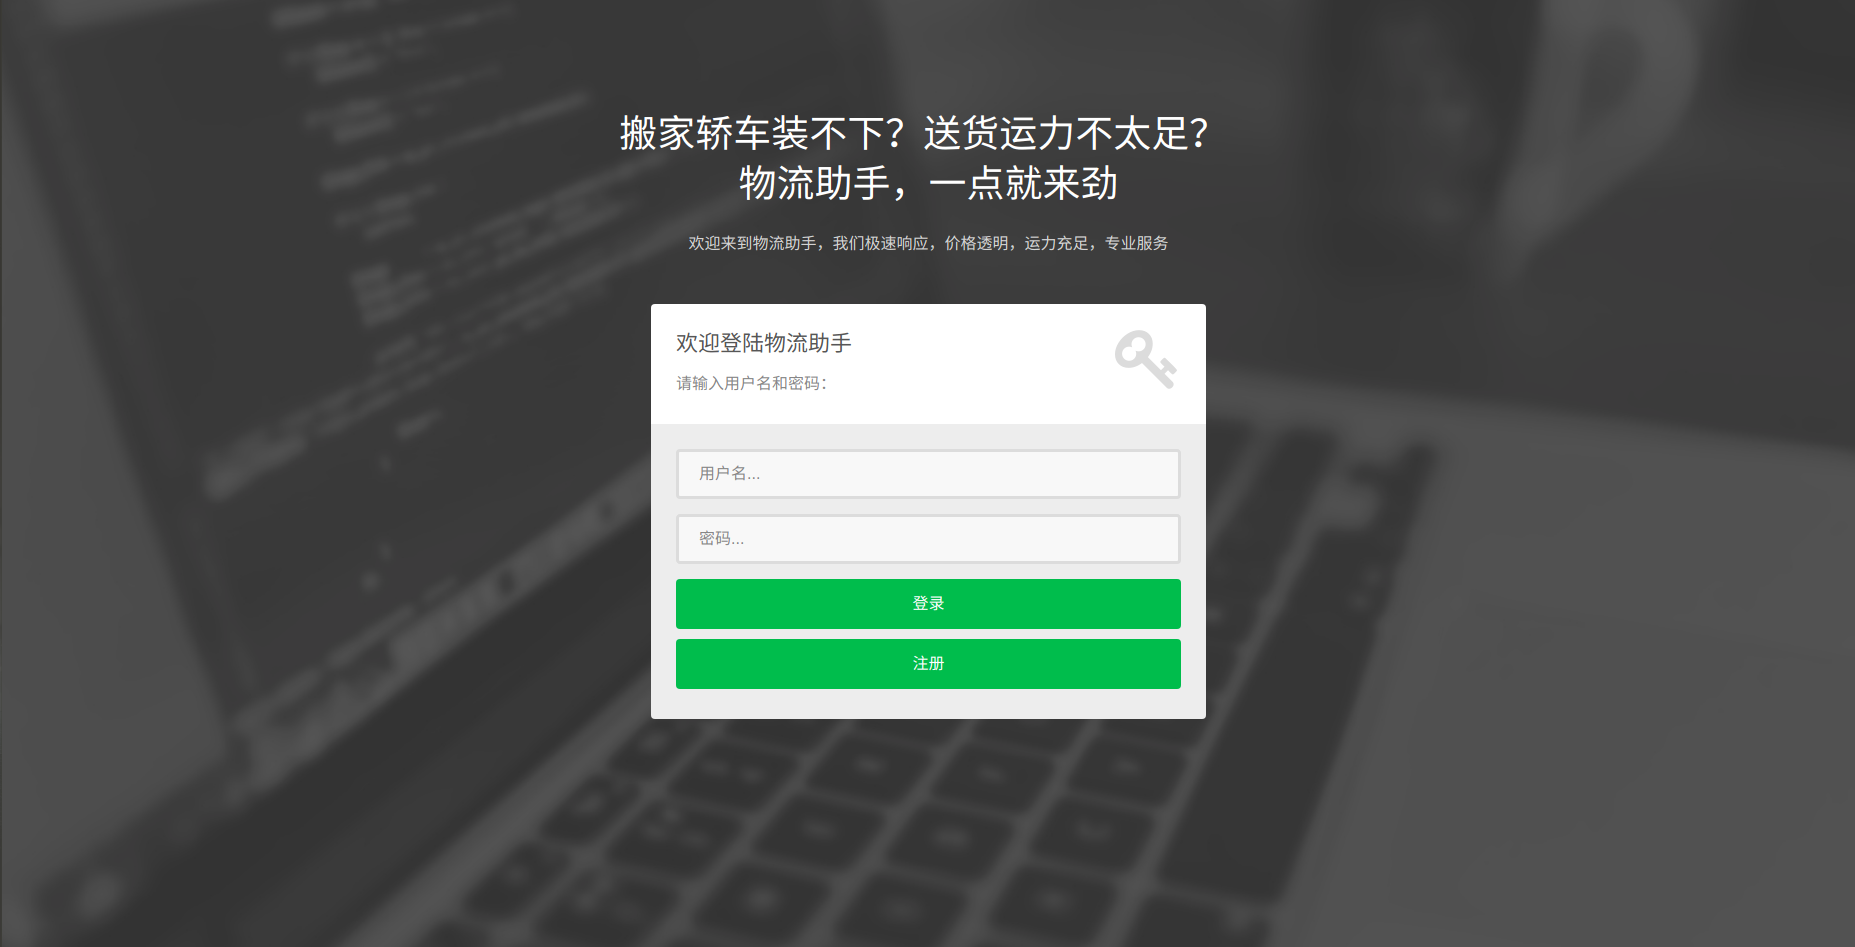 搬家轿车装不下？送货运力不太足？
物流助手，一点就来劲
欢迎来到物流助手，我们极速响应，价格透明，运力充足，专业服务
欢迎登陆物流助手
请输入用户名和密码：
用户名...
密码...
登录
注册